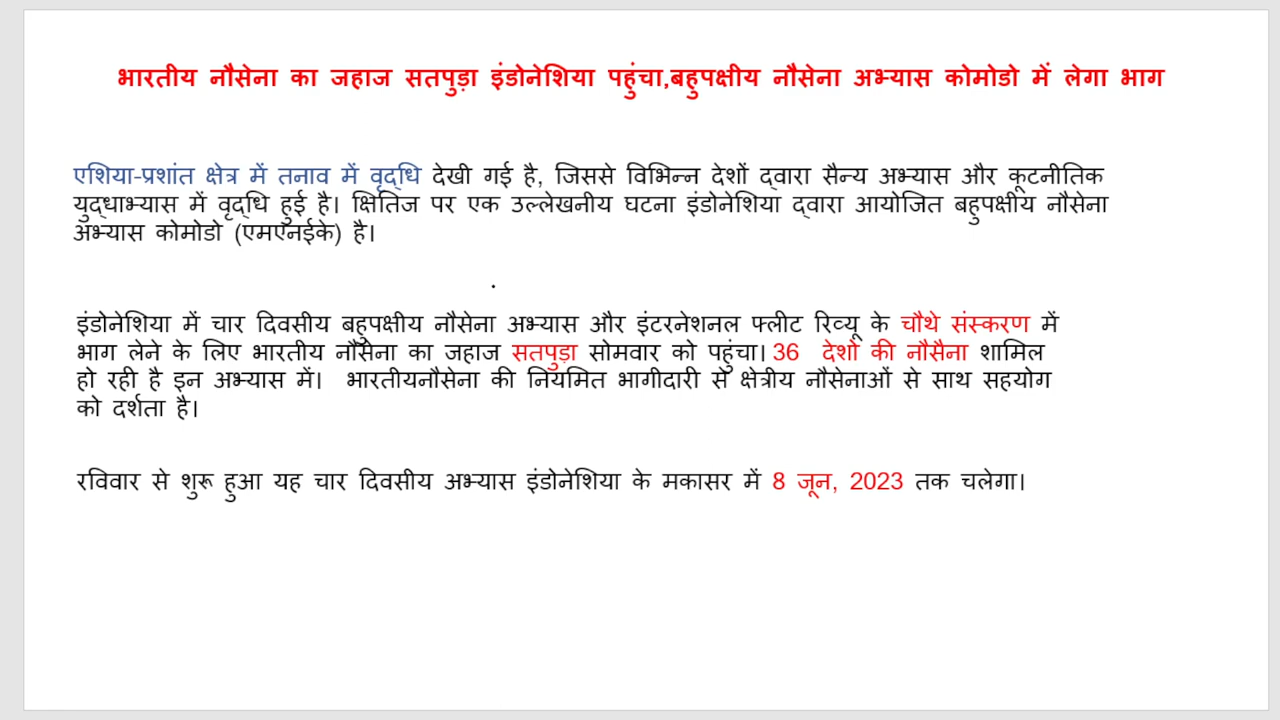 भारतीय नौसेना का जहाज सतपुड़ा इंडोनेशिया पहुंचा,बहुपक्षीय नौसेना अभ्यास कोमोडो में लेगा भाग
एशिया-प्रशांत क्षेत्र में तनाव में वृद्धि देखी गई है, जिससे विभिन्न देशों द्वारा सैन्य अभ्यास और कूटनीतिक
युद्धाभ्यास में वृद्धि हुई है। क्षितिज पर एक उल्लेखनीय घटना इंडोनेशिया द्वारा आयोजित बहुपक्षीय नौसेना
अभ्यास कोमोडो (एमएनईके) है।
.
इंडोनेशिया में चार दिवसीय बहुपक्षीय नौसेना अभ्यास और इंटरनेशनल फ्लीट रिव्यू के चौथे संस्करण में
भाग लेने के लिए भारतीय नौसेना का जहाज सतपुड़ा सोमवार को पहुंचा। 36 देशो की नौसैना शामिल
हो रही है इन अभ्यास में। भारतीयनौसेना की नियमित भागीदारी से क्षेत्रीय नौसेनाओं से साथ सहयोग
को दर्शता है।
रविवार से शुरू हुआ यह चार दिवसीय अभ्यास इंडोनेशिया के मकासर में 8 जून, 2023 तक चलेगा।